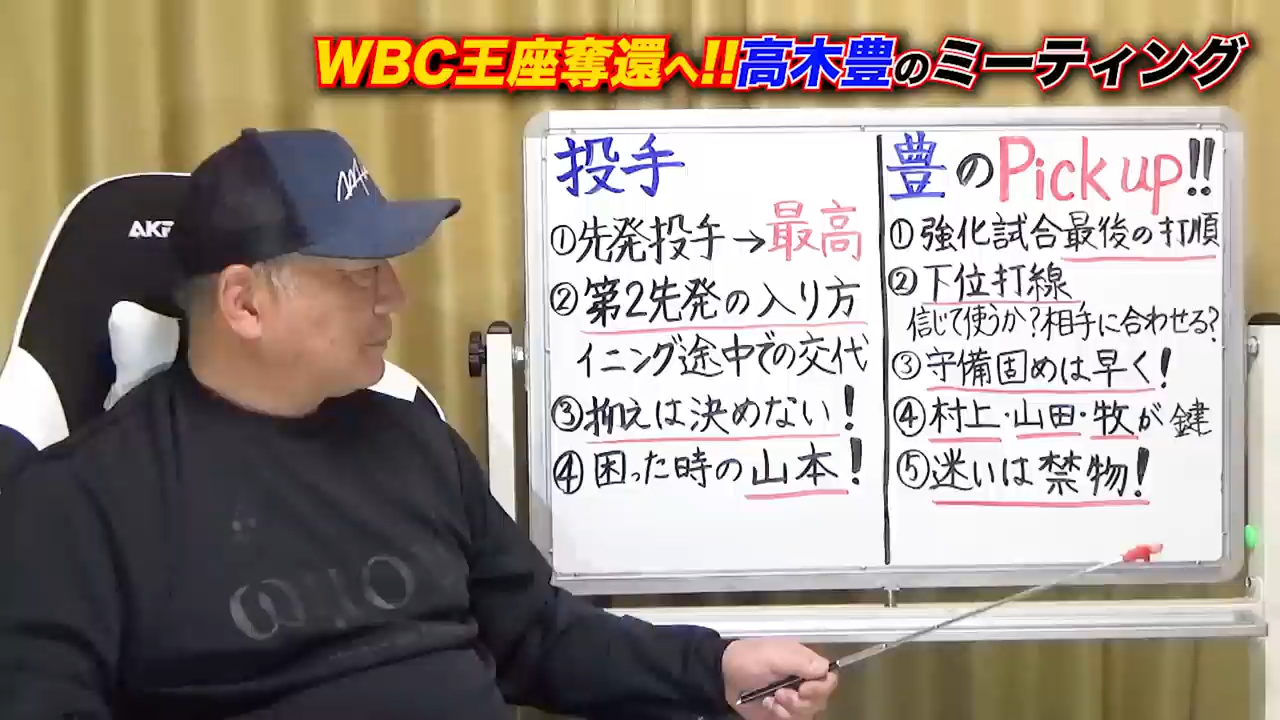 WBC王座奪還へ!!高木豊のミーティング
投手
①先発投手→最高
②第2先発の入り方
イニング途中での交代
③抑えは決めない!
④困った時の山本!
豊のPick up!!
①強化試合最後の打順
②下位打線
信じて使うか?相手に合わせる?
③守備固めは早く!
④村上・山田・牧が鍵
⑤迷いは禁物!